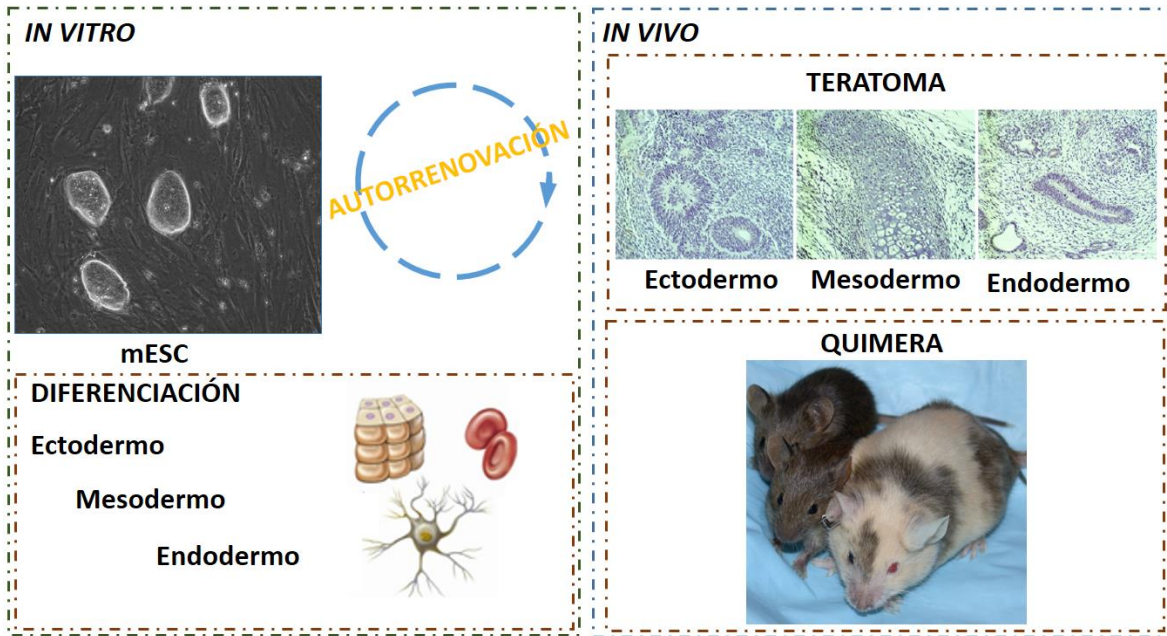 IN VITRO
AUTORRENOVACIÓN
mESC
DIFERENCIACIÓN
Ectodermo
Mesodermo
Endodermo
IN VIVO
TERATOMA
Ectodermo
Mesodermo
Endodermo
QUIMERA